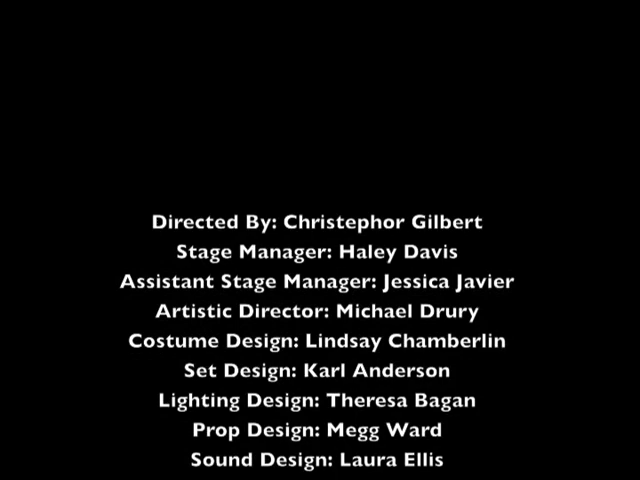 Directed By: Christephor Gilbert
Stage Manager: Haley Davis
Assistant Stage Manager: Jessica Javier
Artistic Director: Michael Drury
Costume Design: Lindsay Chamberlin
Set Design: Karl Anderson
Lighting Design: Theresa Bagan
Prop Design: Megg Ward
Sound Design: Laura Ellis